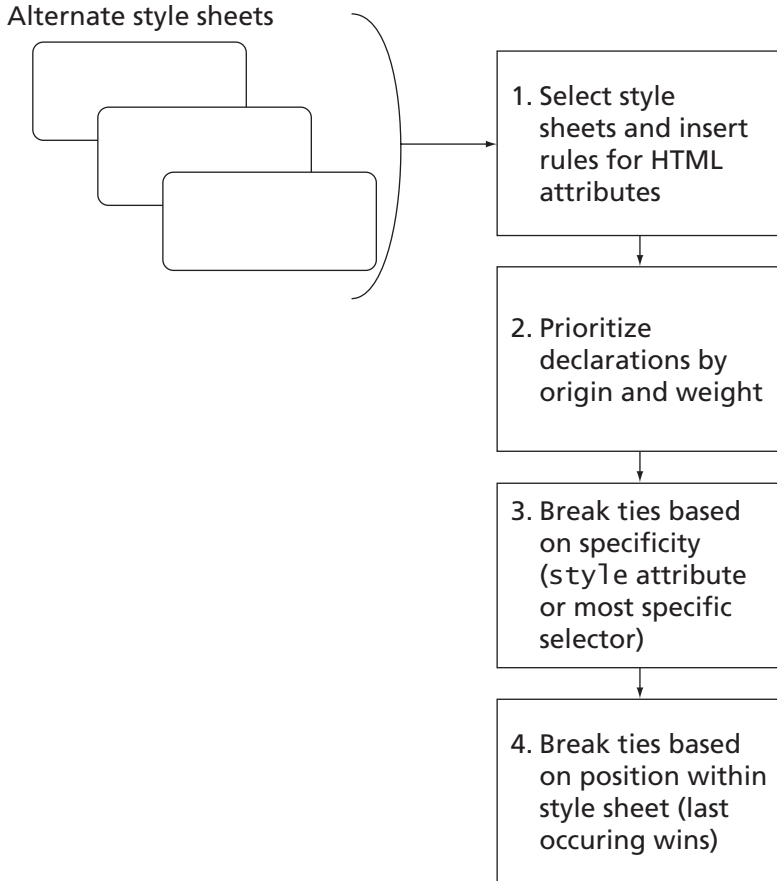 Alternate style sheets
1. Select style
sheets and insert
rules for HTML
attributes
2. Prioritize
declarations by
origin and weight
3. Break ties based
on specificity
(style attribute
or most specific
selector)
4. Break ties based
on position within
style sheet (last
occuring wins)